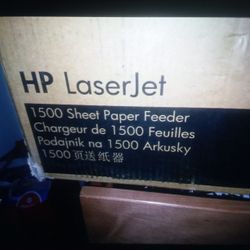 HP LaserJet
1500 Sheet Paper Feeder
Chargeur de 1500 Feuilles
Podajnik na 1500 Arkusky
1500 页送纸器